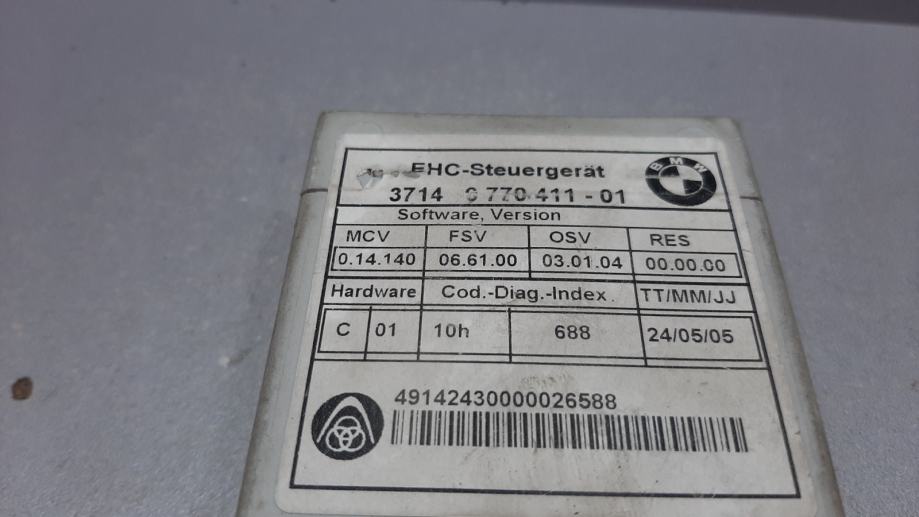 EHC-Steuergerät
3714 6 770 411 - 01
BMW
Software, Version
MCV FSV OSV RES
0.14.140 06.61.00 03.01.04 00.00.00
Hardware Cod.-Diag.-Index. TT/MM/JJ
C 01 10h 688 24/05/05
49142430000026588